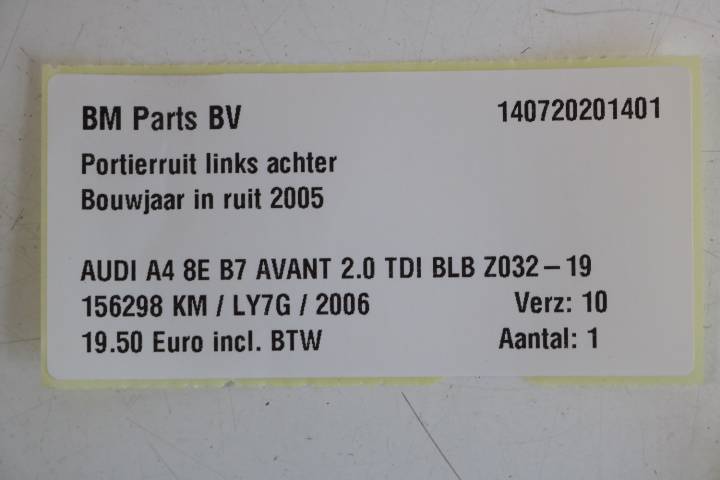 BM Parts BV 140720201401
Portierruit links achter
Bouwjaar in ruit 2005
AUDI A4 8E B7 AVANT 2.0 TDI BLB Z032-19
156298 KM / LY7G / 2006 Verz: 10
19.50 Euro incl. BTW Aantal: 1